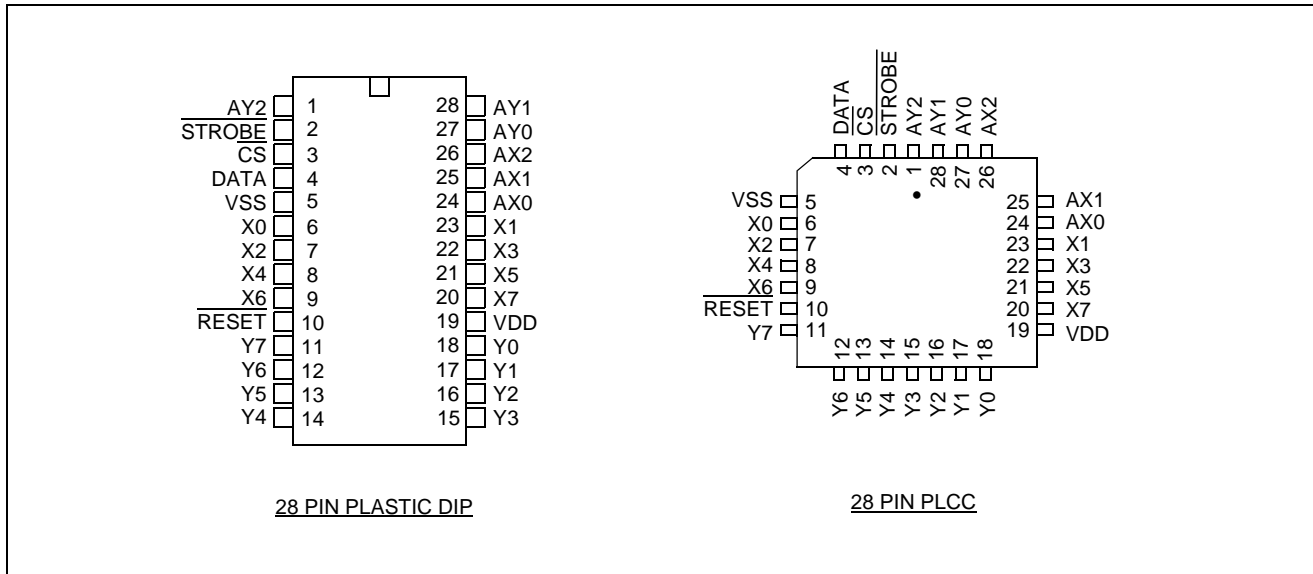 AY2 1 28 AY1
STROBE 2 27 AY0
CS 3 26 AX2
DATA 4 25 AX1
VSS 5 24 AX0
X0 6 23 X1
X2 7 22 X3
X4 8 21 X5
X6 9 20 X7
RESET 10 19 VDD
Y7 11 18 Y0
Y6 12 17 Y1
Y5 13 16 Y2
Y4 14 15 Y3
28 PIN PLASTIC DIP
DATA CS STROBE AY2 AY1 AY0 AX2
4 3 2 1 28 27 26
VSS 5 25 AX1
X0 6 24 AX0
X2 7 23 X1
X4 8 22 X3
X6 9 21 X5
RESET 10 20 X7
Y7 11 19 VDD
12 13 14 15 16 17 18
Y6 Y5 Y4 Y3 Y2 Y1 Y0
28 PIN PLCC